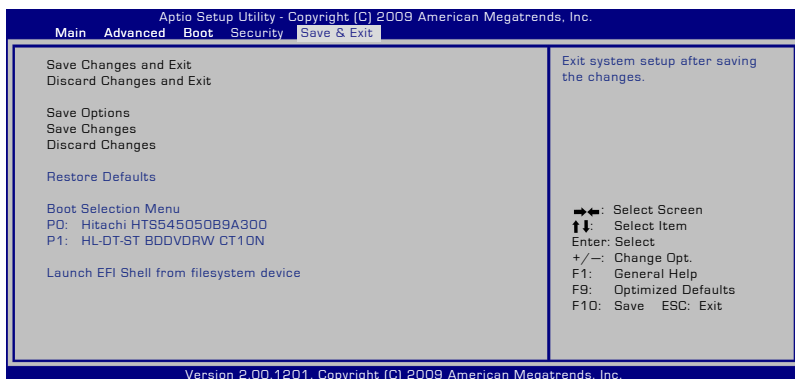 Aptio Setup Utility - Copyright (C) 2009 American Megatrends, Inc.
Main Advanced Boot Security Save & Exit
Save Changes and Exit
Discard Changes and Exit
Save Options
Save Changes
Discard Changes
Restore Defaults
Boot Selection Menu
P0: Hitachi HTS545050B9A300
P1: HL-DT-ST BDDVDRW CT10N
Launch EFI Shell from filesystem device
Exit system setup after saving
the changes.
→←: Select Screen
↑↓: Select Item
Enter: Select
+/—: Change Opt.
F1: General Help
F9: Optimized Defaults
F10: Save ESC: Exit
Version 2.00.1201. Copyright (C) 2009 American Megatrends, Inc.